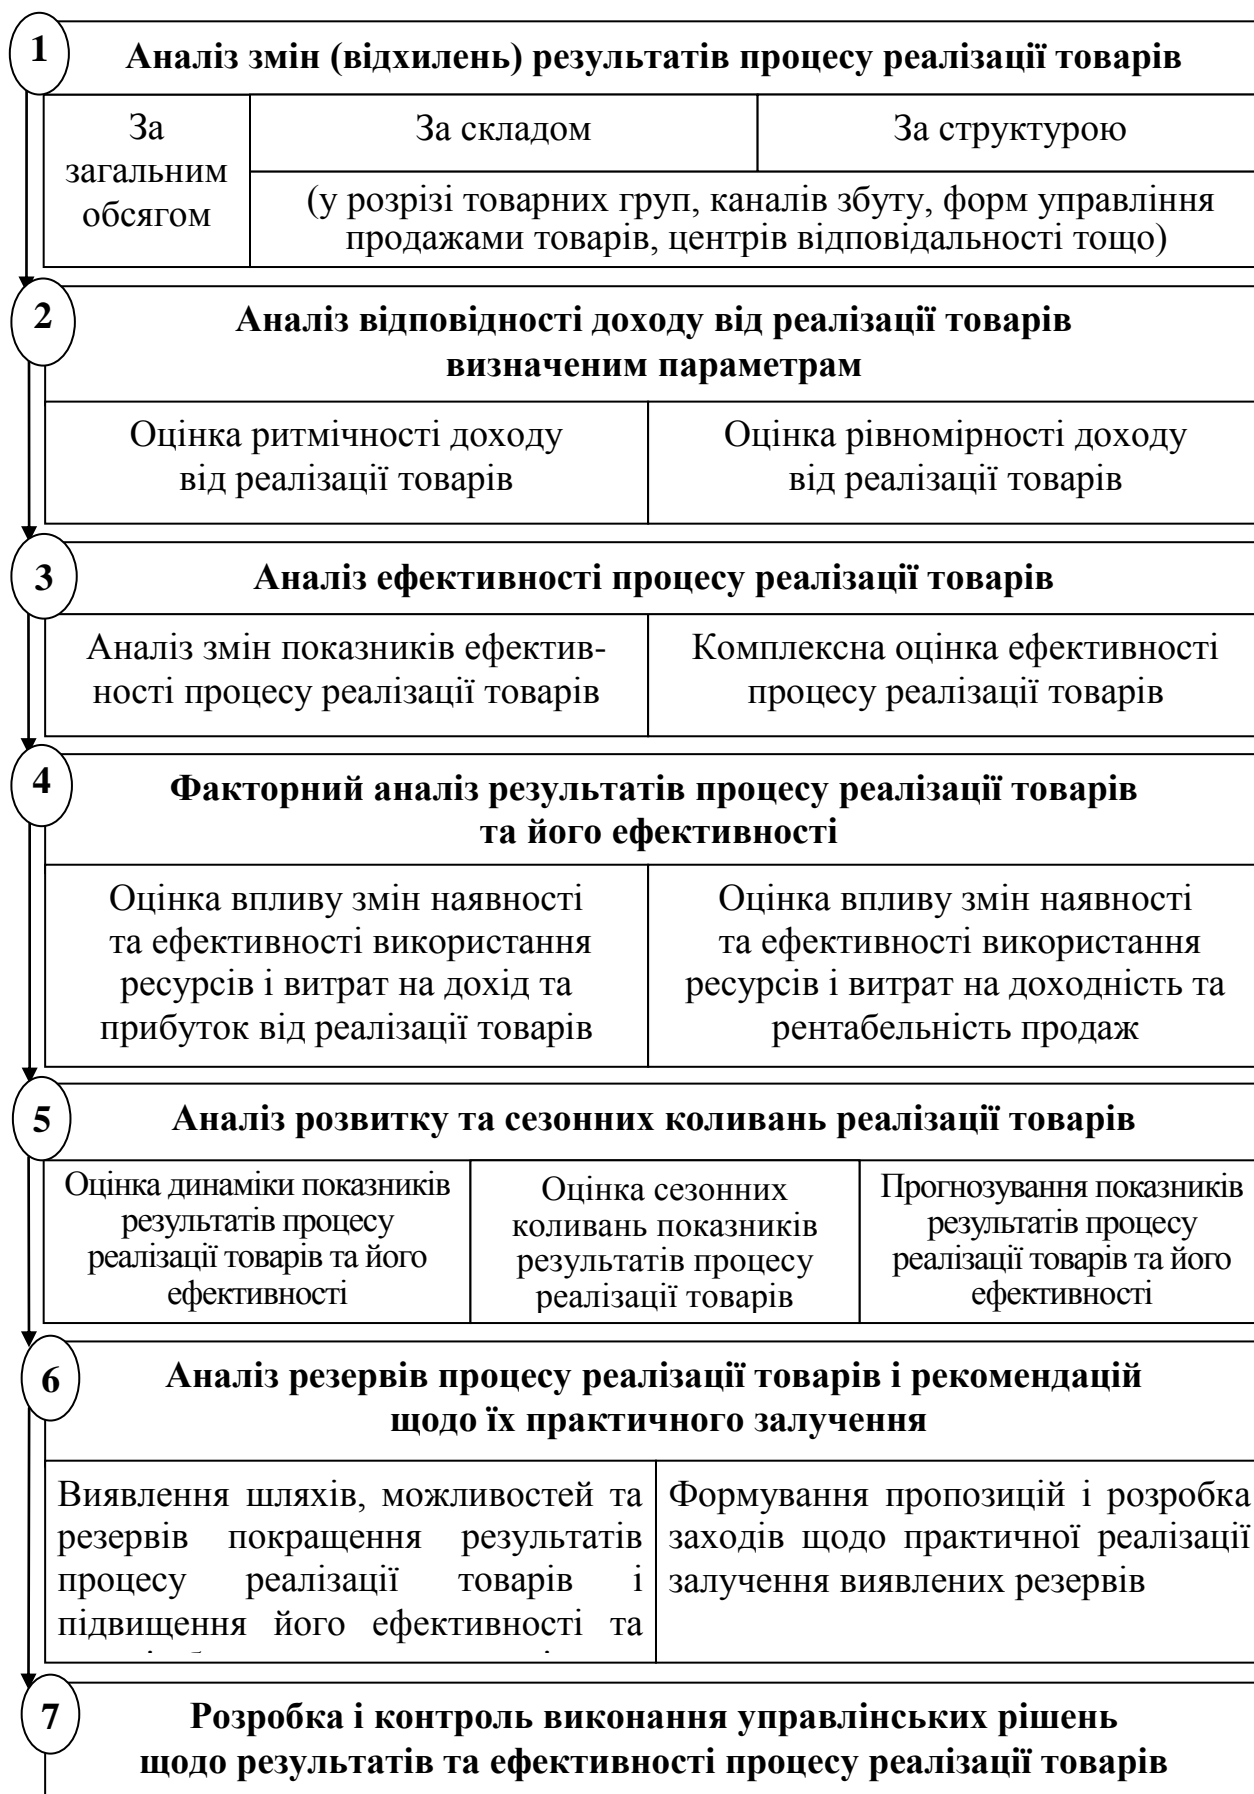 1
Аналіз змін (відхилень) результатів процесу реалізації товарів
За
загальним
обсягом
За складом
За структурою
(у розрізі товарних груп, каналів збуту, форм управління
продажами товарів, центрів відповідальності тощо)
2
Аналіз відповідності доходу від реалізації товарів
визначеним параметрам
Оцінка ритмічності доходу
від реалізації товарів
Оцінка рівномірності доходу
від реалізації товарів
3
Аналіз ефективності процесу реалізації товарів
Аналіз змін показників ефектив-
ності процесу реалізації товарів
Комплексна оцінка ефективності
процесу реалізації товарів
4
Факторний аналіз результатів процесу реалізації товарів
та його ефективності
Оцінка впливу змін наявності
та ефективності використання
ресурсів і витрат на дохід та
прибуток від реалізації товарів
Оцінка впливу змін наявності
та ефективності використання
ресурсів і витрат на доходність та
рентабельність продаж
5
Аналіз розвитку та сезонних коливань реалізації товарів
Оцінка динаміки показників
результатів процесу
реалізації товарів та його
ефективності
Оцінка сезонних
коливань показників
результатів процесу
реалізації товарів
Прогнозування показників
результатів процесу
реалізації товарів та його
ефективності
6
Аналіз резервів процесу реалізації товарів і рекомендацій
щодо їх практичного залучення
Виявлення шляхів, можливостей та
резервів покращення результатів
процесу реалізації товарів і
підвищення його ефективності та
Формування пропозицій і розробка
заходів щодо практичної реалізації
залучення виявлених резервів
7
Розробка і контроль виконання управлінських рішень
щодо результатів та ефективності процесу реалізації товарів